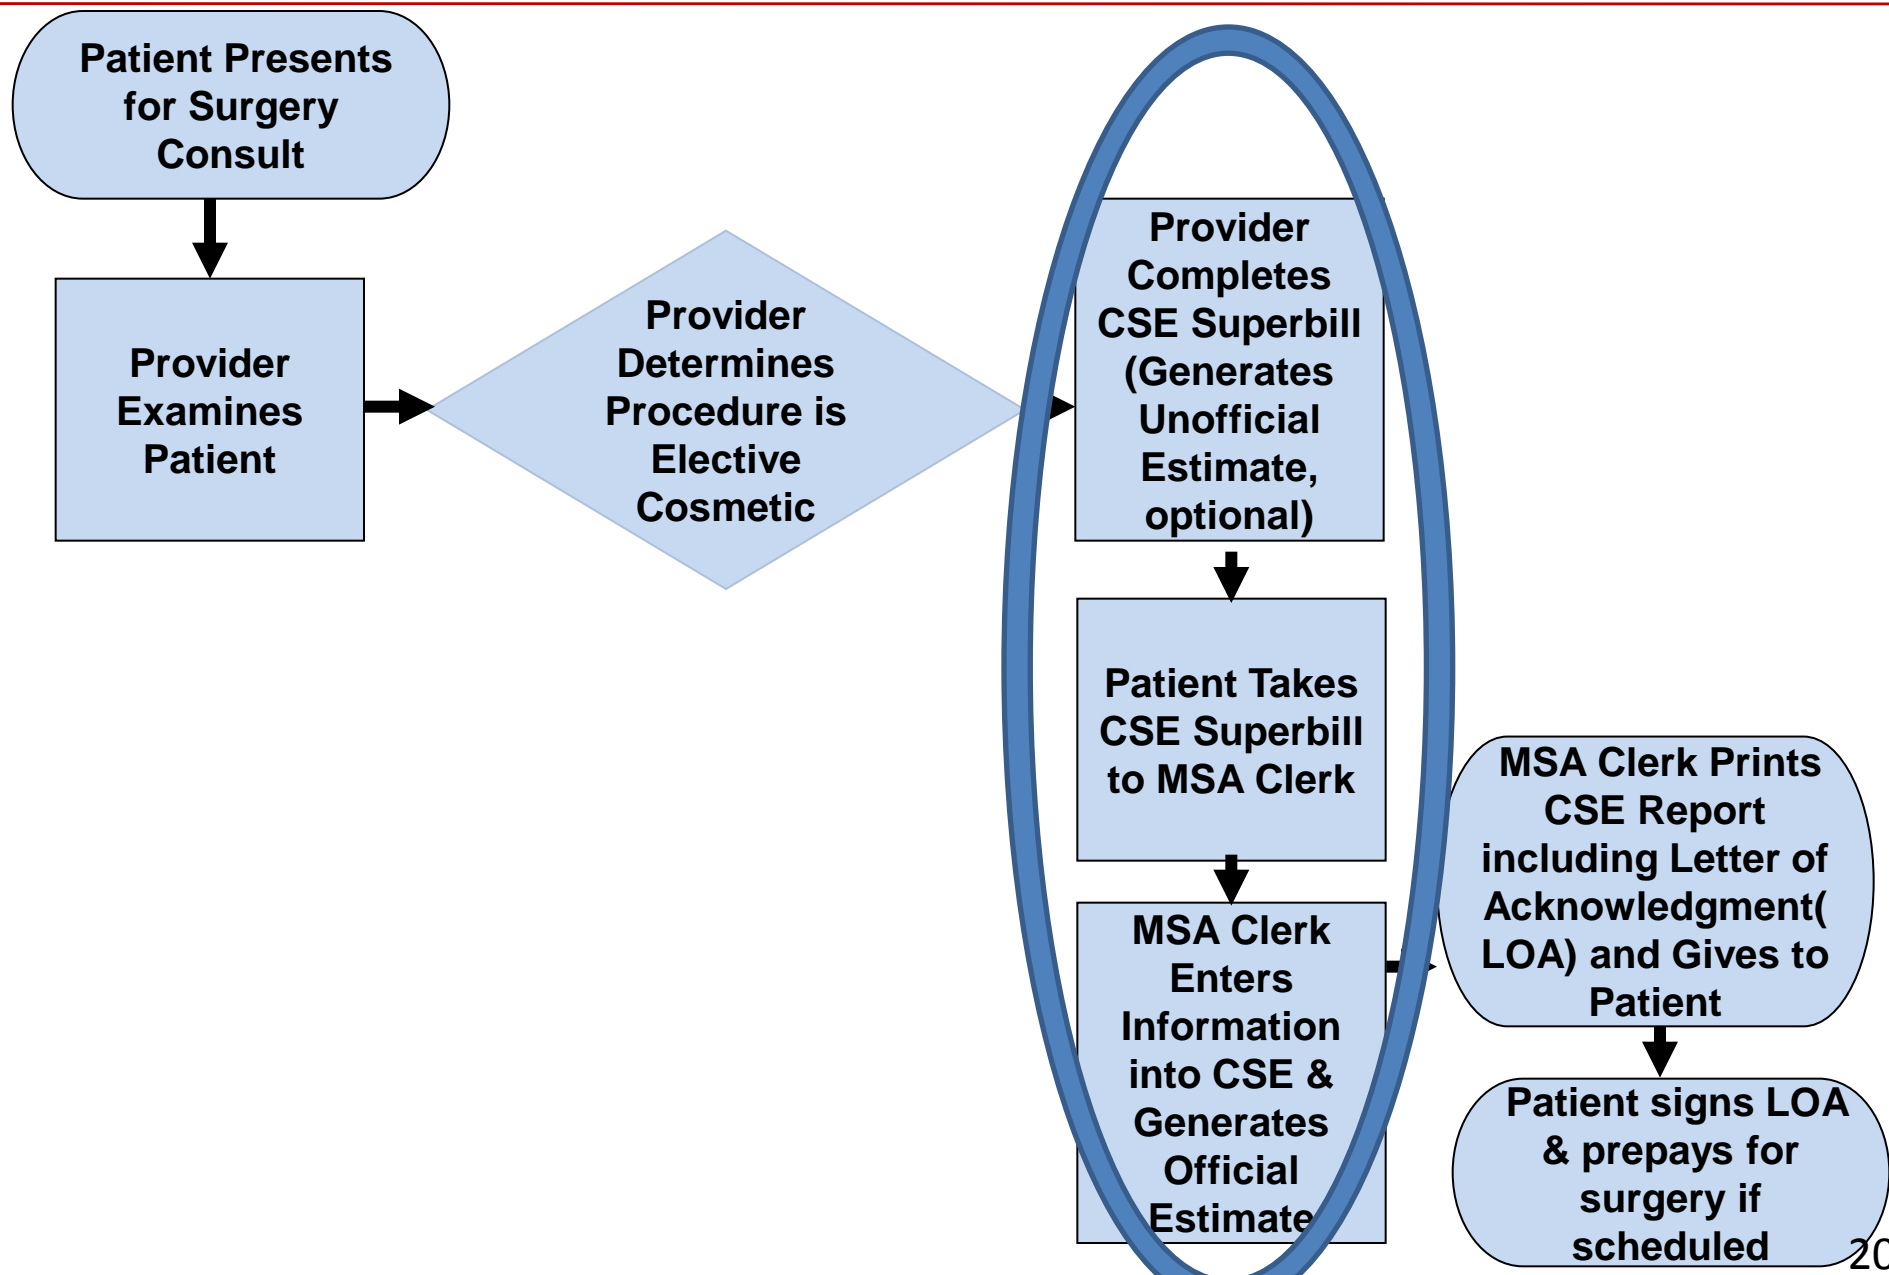 Patient Presents
for Surgery
Consult
Provider
Examines
Patient
Provider
Determines
Procedure is
Elective
Cosmetic
Provider
Completes
CSE Superbill
(Generates
Unofficial
Estimate,
optional)
Patient Takes
CSE Superbill
to MSA Clerk
MSA Clerk
Enters
Information
into CSE &
Generates
Official
Estimate
MSA Clerk Prints
CSE Report
including Letter of
Acknowledgment(
LOA) and Gives to
Patient
Patient signs LOA
& prepays for
surgery if
scheduled
20